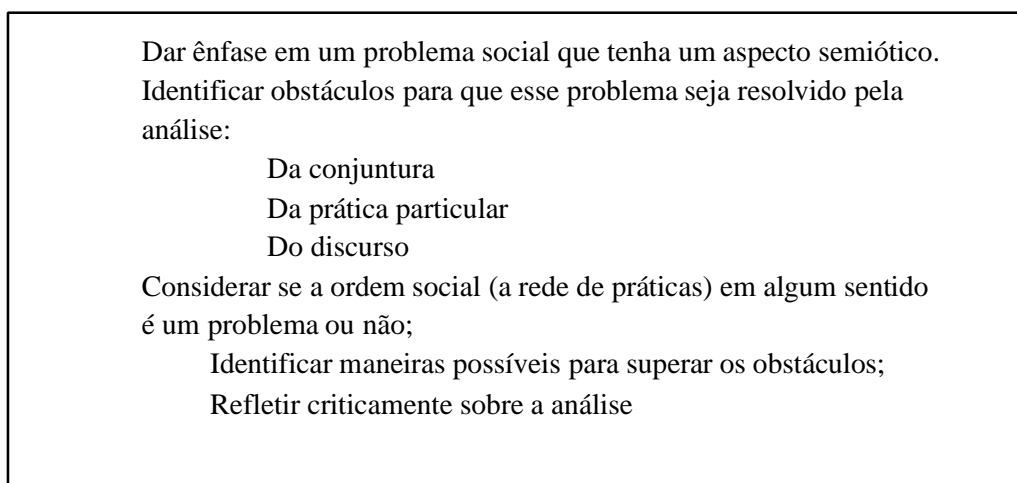 Dar ênfase em um problema social que tenha um aspecto semiótico.
Identificar obstáculos para que esse problema seja resolvido pela
análise:
Da conjuntura
Da prática particular
Do discurso
Considerar se a ordem social (a rede de práticas) em algum sentido
é um problema ou não;
Identificar maneiras possíveis para superar os obstáculos;
Refletir criticamente sobre a análise